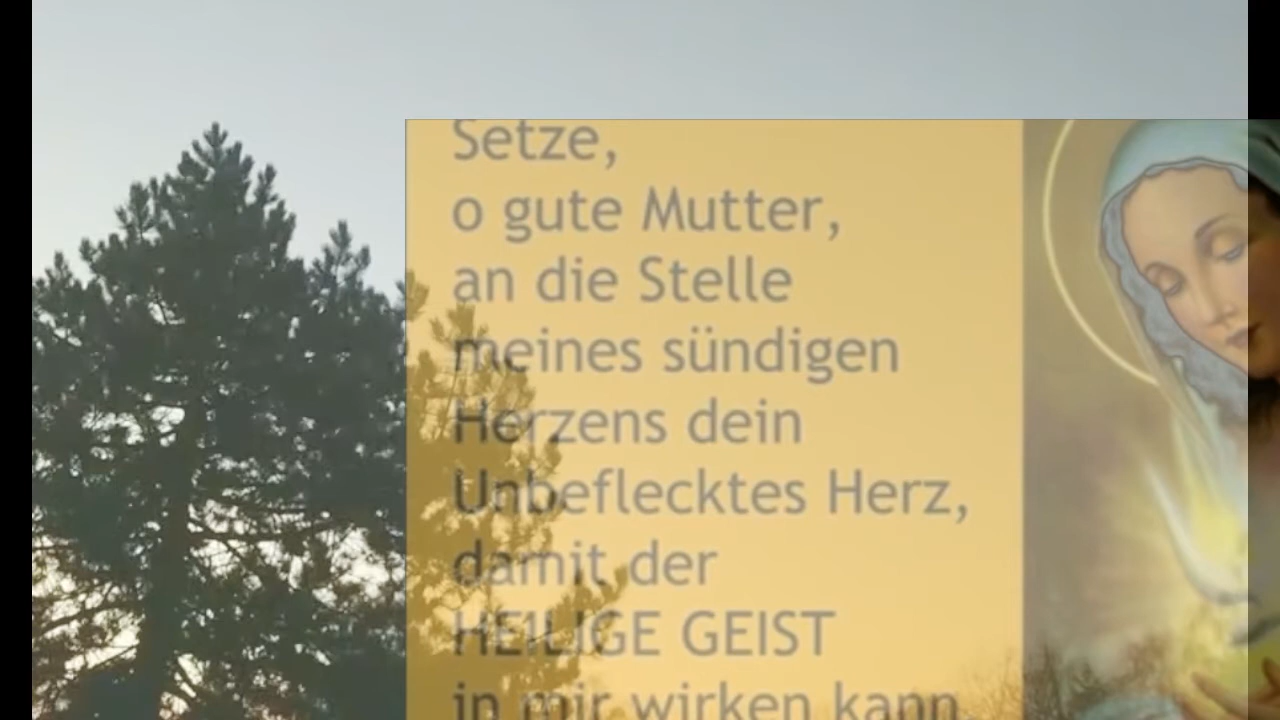 Setze,
o gute Mutter,
an die Stelle
meines sündigen
Herzens dein
Unbeflecktes Herz,
damit der
HEILIGE GEIST
in mir wirken kann